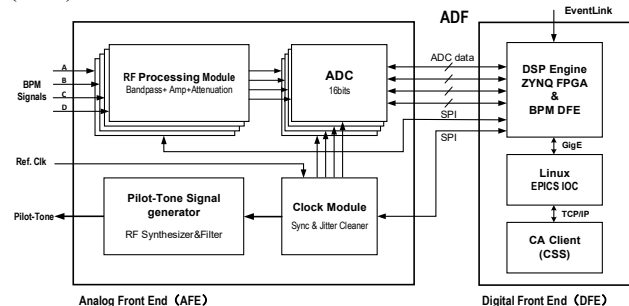 ADF
EventLink
A
B
C
D
BPM
Signals
RF Processing Module
Bandpass+ Amp+Attenuation
ADC
16bits
ADC data
SPI
SPI
DSP Engine
ZYNQ FPGA
&
BPM DFE
GigE
Ref. Clk
Linux
EPICS IOC
Pilot-Tone Signal
generator
RF Synthesizer&Filter
Clock Module
Sync & Jitter Cleaner
Pilot-Tone
TCP/IP
CA Client
(CSS)
Analog Front End（AFE）
Digital Front End（DFE）